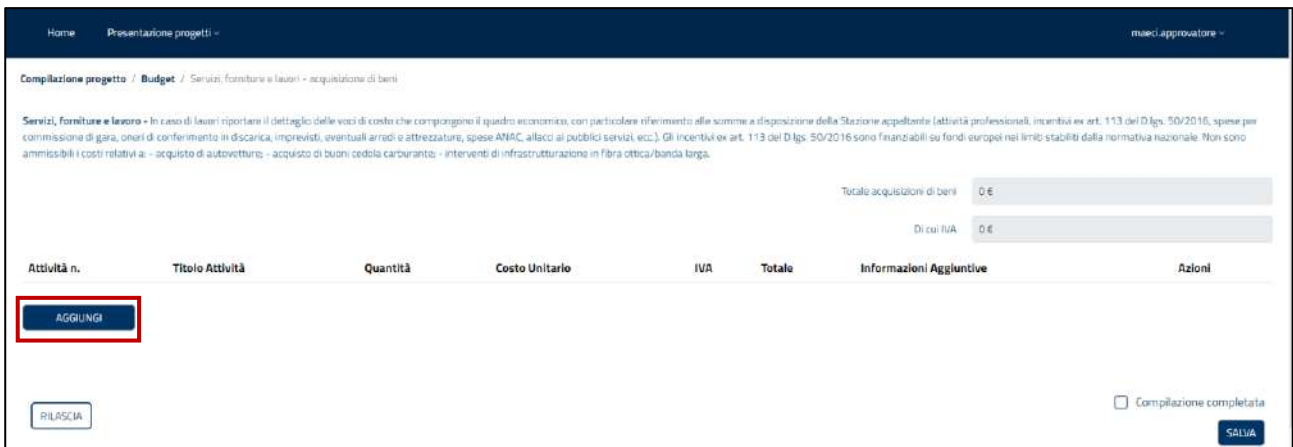 Home Presentazione progetti maeci.approvatore
Compilazione progetto / Budget / Servizi, forniture e lavori - acquisizione di beni
Servizi, forniture e lavoro - In caso di lavori riportare il dettaglio delle voci di costo che compongono il quadro economico, con particolare riferimento alle somme a disposizione della Stazione appaltante (attività professionali, incentivi ex art. 113 del D.lgs. 50/2016, spese per
commissione di gara, oneri di conferimento in discarica, imprevisti, eventuali arredi e attrezzature, spese ANAC, allacci ai pubblici servizi, ecc.). Gli incentivi ex art. 113 del D.lgs. 50/2016 sono finanziabili su fondi europei nei limiti stabiliti dalla normativa nazionale. Non sono
ammissibili i costi relativi a: - acquisto di autovetture; - acquisto di buoni cedola carburante; - interventi di infrastrutturazione in fibra ottica/banda larga.
Totale acquisizioni di beni 0 €
Di cui IVA 0 €
Attività n. Titolo Attività Quantità Costo Unitario IVA Totale Informazioni Aggiuntive Azioni
AGGIUNGI
Compilazione completata
RILASCIA
SALVA